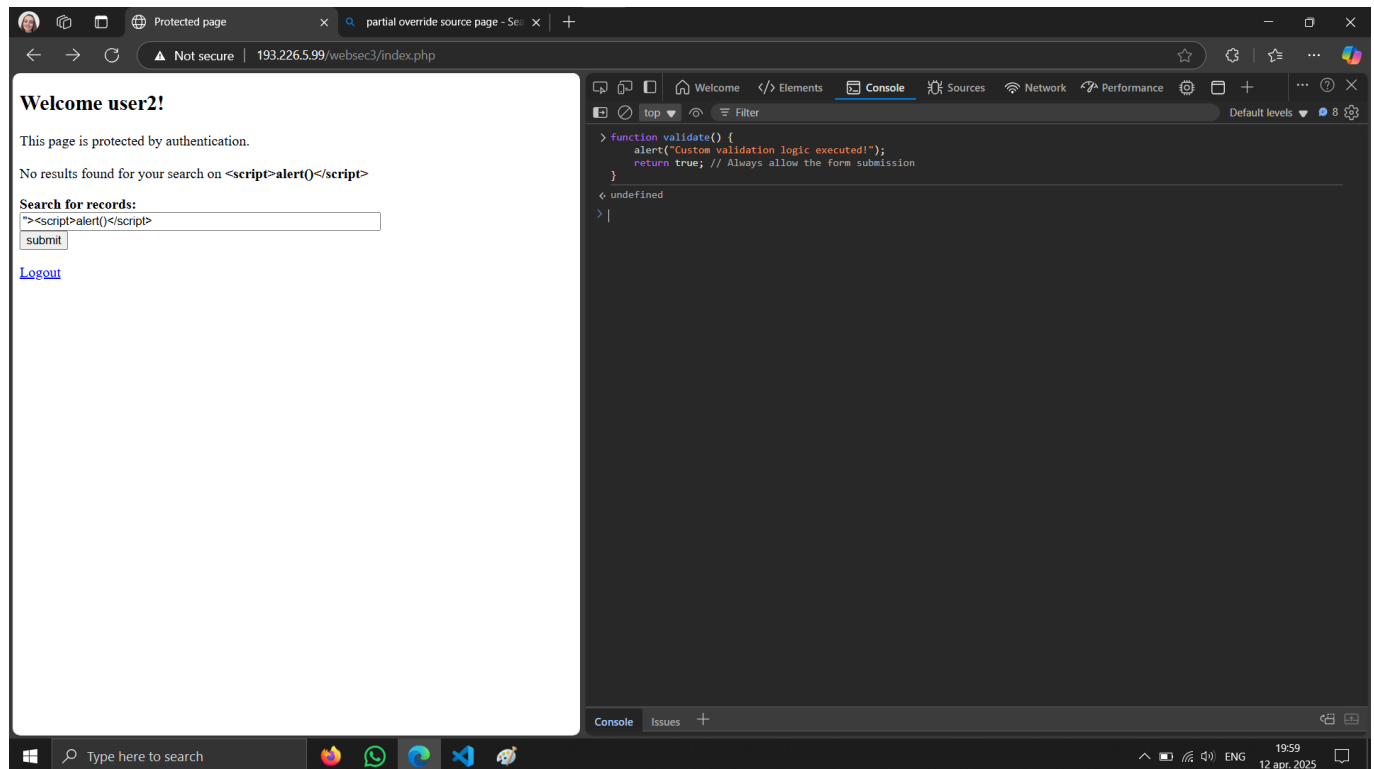 Protected page
partial override source page - Sea
Not secure
193.226.5.99/websec3/index.php
Welcome user2!
This page is protected by authentication.
No results found for your search on <script>alert()</script>
Search for records:
"><script>alert()</script>
submit
Logout
Welcome
</> Elements
Console
Sources
Network
Performance
top
Filter
Default levels
8
function validate() {
    alert("Custom validation logic executed!");
    return true; // Always allow the form submission
}
undefined
Console
Issues
Type here to search
ENG
19:59
12 apr. 2025